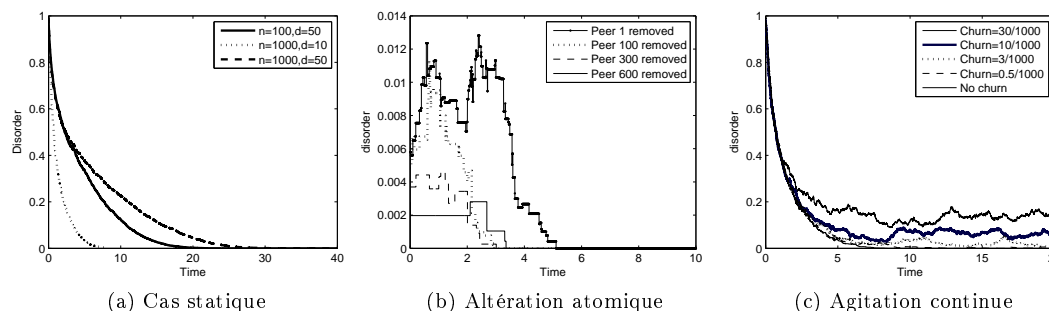 1
0.8
0.6
0.4
0.2
0
Disorder
0 10 20 30 40
Time
n=100,d=50
n=1000,d=10
n=1000,d=50
(a) Cas statique
0.014
0.012
0.01
0.008
0.006
0.004
0.002
0
disorder
0 2 4 6 8 10
Time
Peer 1 removed
Peer 100 removed
Peer 300 removed
Peer 600 removed
(b) Altération atomique
1
0.8
0.6
0.4
0.2
0
disorder
0 5 10 15 20
Time
Churn=30/1000
Churn=10/1000
Churn=3/1000
Churn=0.5/1000
No churn
(c) Agitation continue